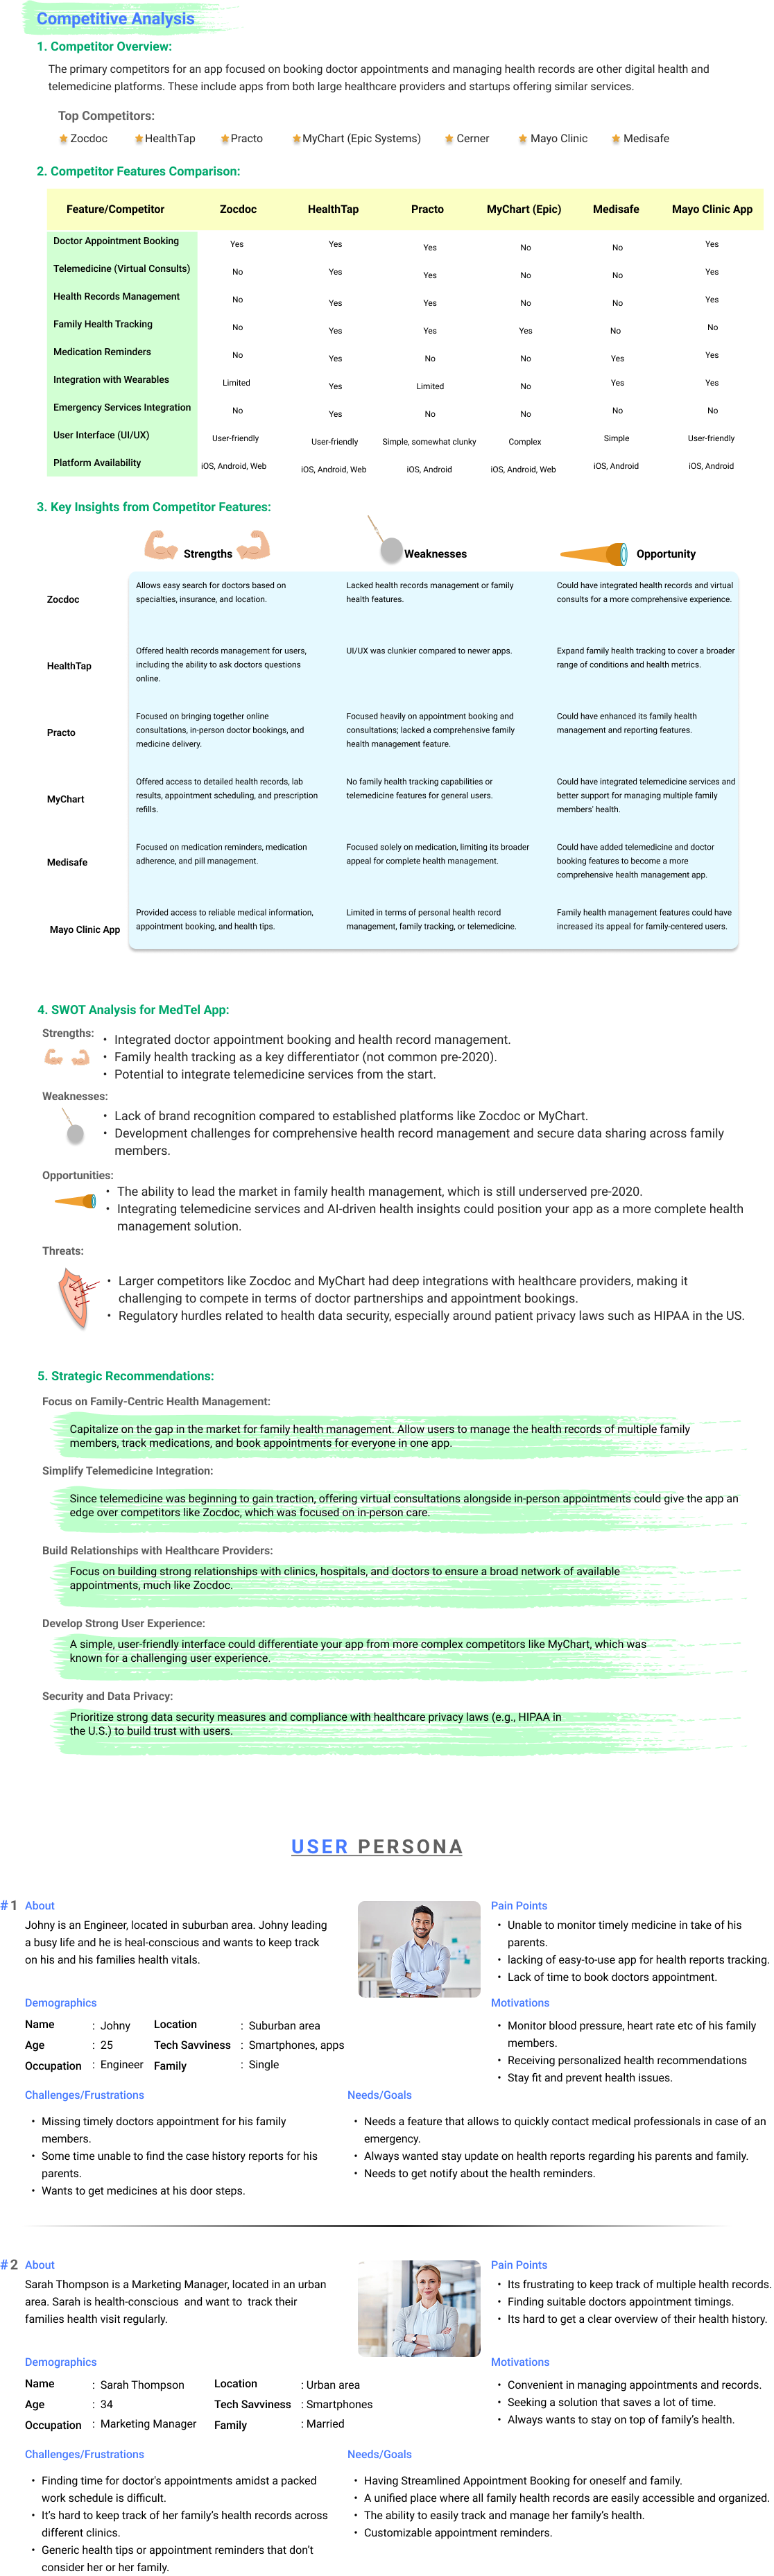 Competitive Analysis
1. Competitor Overview:
The primary competitors for an app focused on booking doctor appointments and managing health records are other digital health and
telemedicine platforms. These include apps from both large healthcare providers and startups offering similar services.
Top Competitors:
Zocdoc HealthTap Practo MyChart (Epic Systems) Cerner Mayo Clinic Medisafe
2. Competitor Features Comparison:
Feature/Competitor Zocdoc HealthTap Practo MyChart (Epic) Medisafe Mayo Clinic App
Doctor Appointment Booking Yes Yes Yes No No Yes
Telemedicine (Virtual Consults) No Yes Yes No No Yes
Health Records Management No Yes Yes No No Yes
Family Health Tracking No Yes Yes Yes No No
Medication Reminders No Yes No No Yes Yes
Integration with Wearables Limited Yes Limited No Yes Yes
Emergency Services Integration No Yes No No No No
User Interface (UI/UX) User-friendly User-friendly Simple, somewhat clunky Complex Simple User-friendly
Platform Availability iOS, Android, Web iOS, Android, Web iOS, Android iOS, Android, Web iOS, Android iOS, Android
3. Key Insights from Competitor Features:
Strengths Weaknesses Opportunity
Zocdoc
Allows easy search for doctors based on
specialties, insurance, and location.
Lacked health records management or family
health features.
Could have integrated health records and virtual
consults for a more comprehensive experience.
HealthTap
Offered health records management for users,
including the ability to ask doctors questions
online.
UI/UX was clunkier compared to newer apps.
Expand family health tracking to cover a broader
range of conditions and health metrics.
Practo
Focused on bringing together online
consultations, in-person doctor bookings, and
medicine delivery.
Focused heavily on appointment booking and
consultations; lacked a comprehensive family
health management feature.
Could have enhanced its family health
management and reporting features.
MyChart
Offered access to detailed health records, lab
results, appointment scheduling, and prescription
refills.
No family health tracking capabilities or
telemedicine features for general users.
Could have integrated telemedicine services and
better support for managing multiple family
members' health.
Medisafe
Focused on medication reminders, medication
adherence, and pill management.
Focused solely on medication, limiting its broader
appeal for complete health management.
Could have added telemedicine and doctor
booking features to become a more
comprehensive health management app.
Mayo Clinic App
Provided access to reliable medical information,
appointment booking, and health tips.
Limited in terms of personal health record
management, family tracking, or telemedicine.
Family health management features could have
increased its appeal for family-centered users.
4. SWOT Analysis for MedTel App:
Strengths:
• Integrated doctor appointment booking and health record management.
• Family health tracking as a key differentiator (not common pre-2020).
• Potential to integrate telemedicine services from the start.
Weaknesses:
• Lack of brand recognition compared to established platforms like Zocdoc or MyChart.
• Development challenges for comprehensive health record management and secure data sharing across family
members.
Opportunities:
• The ability to lead the market in family health management, which is still underserved pre-2020.
• Integrating telemedicine services and AI-driven health insights could position your app as a more complete health
management solution.
Threats:
• Larger competitors like Zocdoc and MyChart had deep integrations with healthcare providers, making it
challenging to compete in terms of doctor partnerships and appointment bookings.
• Regulatory hurdles related to health data security, especially around patient privacy laws such as HIPAA in the US.
5. Strategic Recommendations:
Focus on Family-Centric Health Management:
Capitalize on the gap in the market for family health management. Allow users to manage the health records of multiple family
members, track medications, and book appointments for everyone in one app.
Simplify Telemedicine Integration:
Since telemedicine was beginning to gain traction, offering virtual consultations alongside in-person appointments could give the app an
edge over competitors like Zocdoc, which was focused on in-person care.
Build Relationships with Healthcare Providers:
Focus on building strong relationships with clinics, hospitals, and doctors to ensure a broad network of available
appointments, much like Zocdoc.
Develop Strong User Experience:
A simple, user-friendly interface could differentiate your app from more complex competitors like MyChart, which was
known for a challenging user experience.
Security and Data Privacy:
Prioritize strong data security measures and compliance with healthcare privacy laws (e.g., HIPAA in
the U.S.) to build trust with users.
USER PERSONA
#1 About
Johny is an Engineer, located in suburban area. Johny leading
a busy life and he is heal-conscious and wants to keep track
on his and his families health vitals.
Pain Points
• Unable to monitor timely medicine in take of his
parents.
• lacking of easy-to-use app for health reports tracking.
• Lack of time to book doctors appointment.
Demographics
Name : Johny Location : Suburban area
Age : 25 Tech Savviness : Smartphones, apps
Occupation : Engineer Family : Single
Motivations
• Monitor blood pressure, heart rate etc of his family
members.
• Receiving personalized health recommendations
• Stay fit and prevent health issues.
Challenges/Frustrations
• Missing timely doctors appointment for his family
members.
• Some time unable to find the case history reports for his
parents.
• Wants to get medicines at his door steps.
Needs/Goals
• Needs a feature that allows to quickly contact medical professionals in case of an
emergency.
• Always wanted stay update on health reports regarding his parents and family.
• Needs to get notify about the health reminders.
#2 About
Sarah Thompson is a Marketing Manager, located in an urban
area. Sarah is health-conscious and want to track their
families health visit regularly.
Pain Points
• Its frustrating to keep track of multiple health records.
• Finding suitable doctors appointment timings.
• Its hard to get a clear overview of their health history.
Demographics
Name : Sarah Thompson Location : Urban area
Age : 34 Tech Savviness : Smartphones
Occupation : Marketing Manager Family : Married
Motivations
• Convenient in managing appointments and records.
• Seeking a solution that saves a lot of time.
• Always wants to stay on top of family's health.
Challenges/Frustrations
• Finding time for doctor's appointments amidst a packed
work schedule is difficult.
• It's hard to keep track of her family's health records across
different clinics.
• Generic health tips or appointment reminders that don't
consider her or her family.
Needs/Goals
• Having Streamlined Appointment Booking for oneself and family.
• A unified place where all family health records are easily accessible and organized.
• The ability to easily track and manage her family's health.
• Customizable appointment reminders.